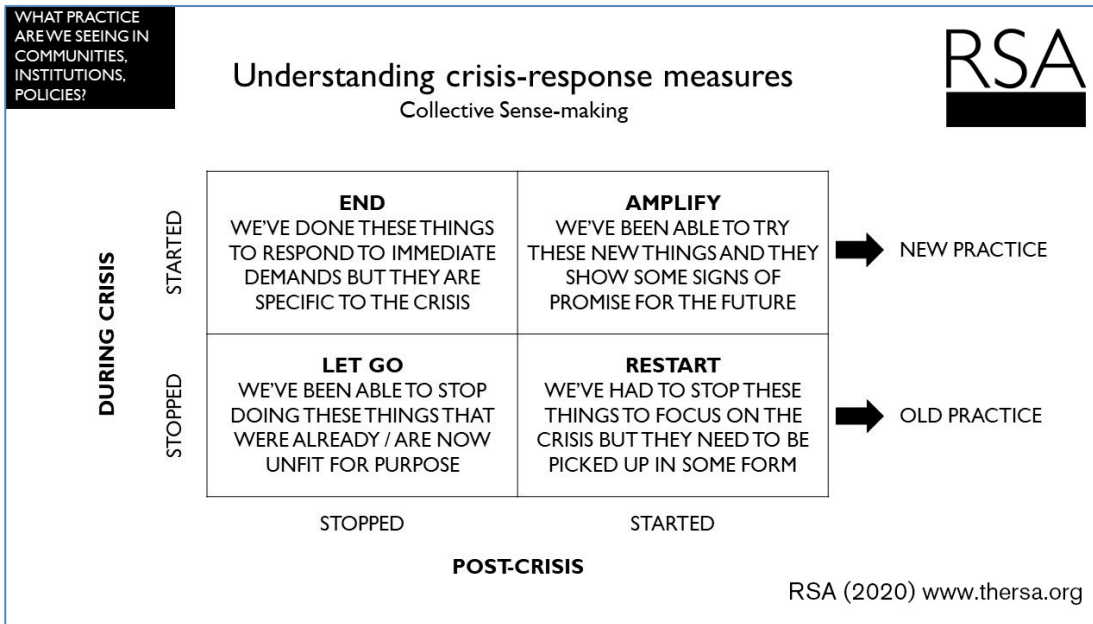 WHAT PRACTICE
ARE WE SEEING IN
COMMUNITIES,
INSTITUTIONS,
POLICIES?
Understanding crisis-response measures
Collective Sense-making
RSA
DURING CRISIS
STARTED
END
WE'VE DONE THESE THINGS
TO RESPOND TO IMMEDIATE
DEMANDS BUT THEY ARE
SPECIFIC TO THE CRISIS
AMPLIFY
WE'VE BEEN ABLE TO TRY
THESE NEW THINGS AND THEY
SHOW SOME SIGNS OF
PROMISE FOR THE FUTURE
NEW PRACTICE
STOPPED
LET GO
WE'VE BEEN ABLE TO STOP
DOING THESE THINGS THAT
WERE ALREADY / ARE NOW
UNFIT FOR PURPOSE
RESTART
WE'VE HAD TO STOP THESE
THINGS TO FOCUS ON THE
CRISIS BUT THEY NEED TO BE
PICKED UP IN SOME FORM
OLD PRACTICE
STOPPED
STARTED
POST-CRISIS
RSA (2020) www.thersa.org